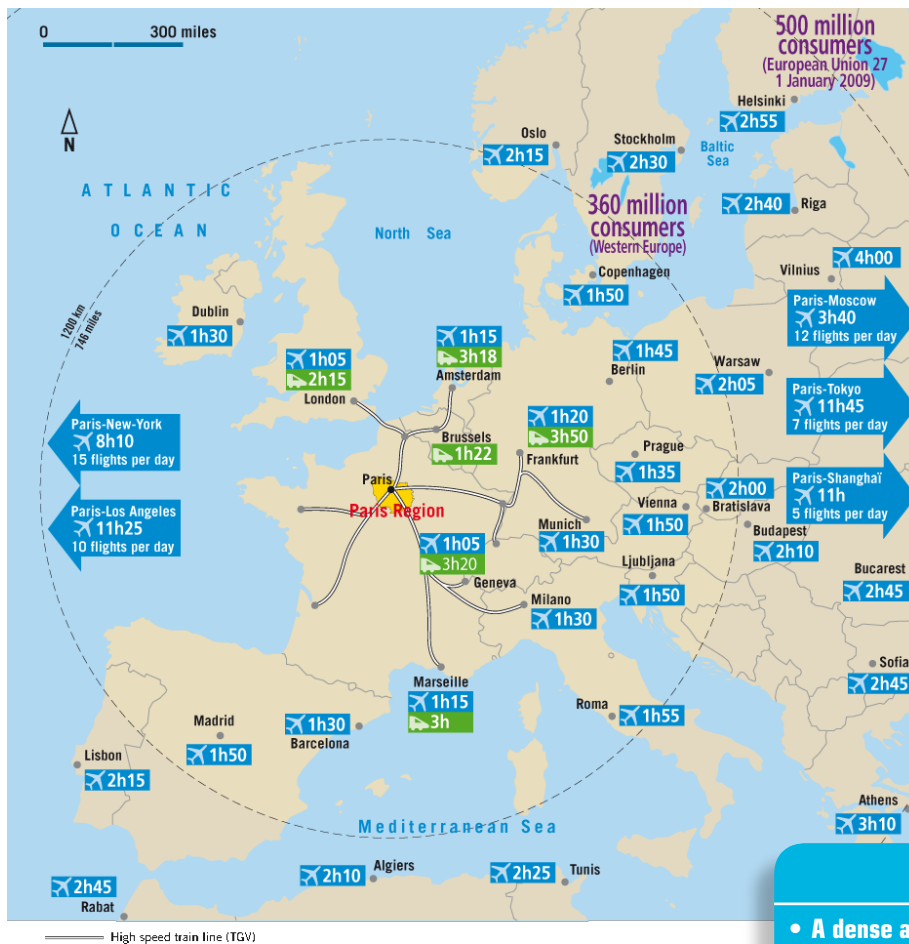 0 300 miles
500 million
consumers
(European Union 27
1 January 2009)
Helsinki
2h55
N
Oslo
2h15
Stockholm
2h30
Baltic
Sea
ATLANTIC
OCEAN
360 million
consumers
(Western Europe)
2h40
Riga
North Sea
Copenhagen
1h50
Vilnius
4h00
1200 km
746 miles
Dublin
1h30
Paris-Moscow
3h40
12 flights per day
1h05
2h15
London
1h15
3h18
Amsterdam
1h45
Berlin
Warsaw
2h05
Paris-Tokyo
11h45
7 flights per day
Paris-New-York
8h10
15 flights per day
Brussels
1h22
1h20
3h50
Frankfurt
Prague
1h35
Paris
Paris Region
Paris-Shanghaï
11h
5 flights per day
Paris-Los Angeles
11h25
10 flights per day
Munich
1h30
Vienna
1h50
2h00
Bratislava
Budapest
2h10
1h05
3h20
Geneva
Milano
1h30
Ljubljana
1h50
Bucarest
2h45
Sofia
2h45
Marseille
1h15
3h
Roma
1h55
Madrid
1h50
1h30
Barcelona
Lisbon
2h15
Mediterranean Sea
Athens
3h10
2h45
Rabat
2h10
Algiers
2h25
Tunis
• A dense a
High speed train line (TGV)